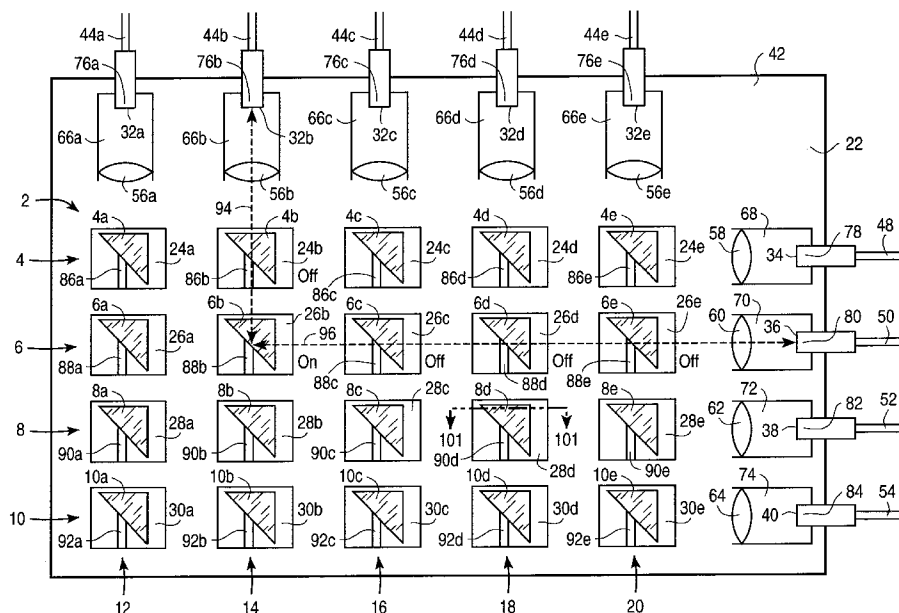 44a 44b 44c 44d 44e
76a 76b 76c 76d 76e 42
32a 32b 32c 32d 32e
66a 66b 66c 66d 66e 22
56a 56b 56c 56d 56e
2 94
4a 4b 4c 4d 4e 58 68 78 48
4 24a 24b 24c 24d 24e 34
86a 86b Off 86c 86d 86e
6a 6b 26b 6c 6d 6e 26e 60 70 36 80 50
6 26a 96 26c 26d
88a 88b On 88c Off 88d Off 88e Off
8a 8b 8c 28c 8d 8e 72 82 52
8 28a 28b 101 101 28e 62 38
90a 90b 90c 90d 28d 90e
10a 10b 10c 10d 10e 74 84 54
10 30a 30b 30c 30d 30e 64 40
92a 92b 92c 92d 92e
12 14 16 18 20